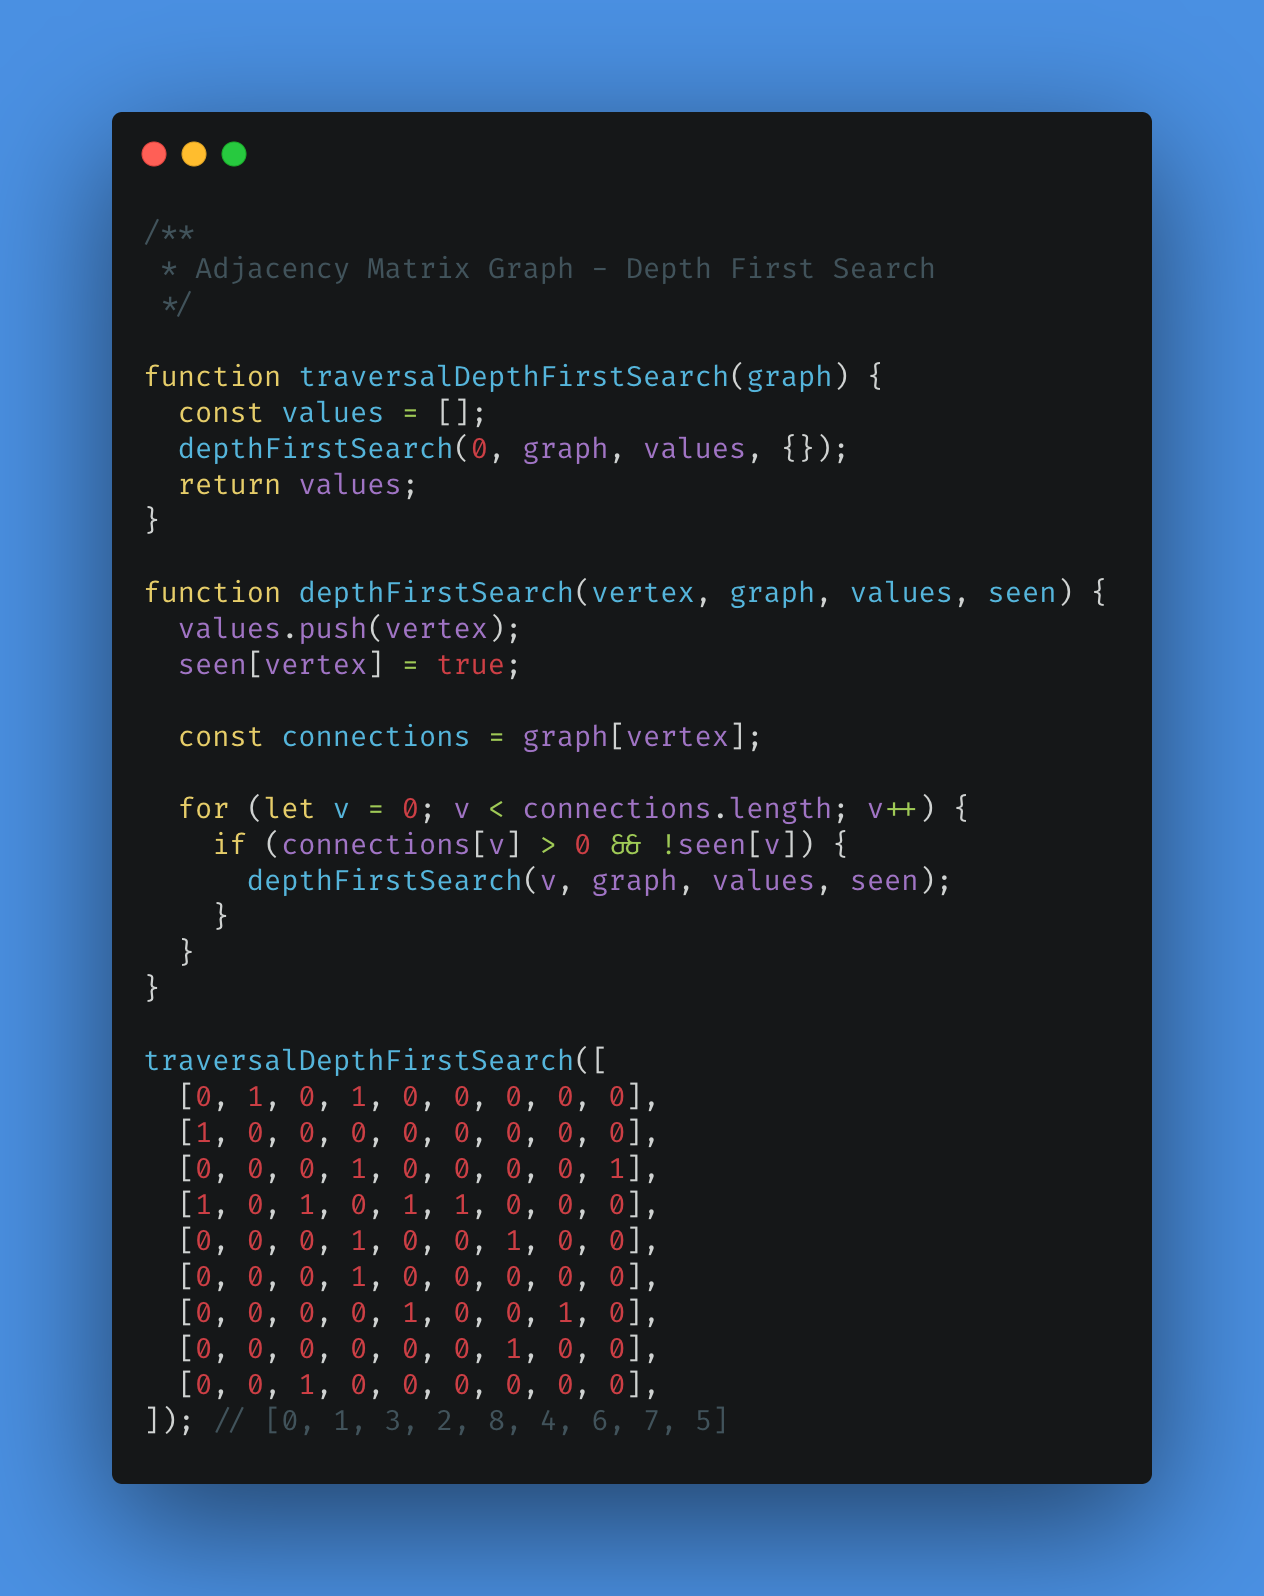 /**
 * Adjacency Matrix Graph - Depth First Search
 */

function traversalDepthFirstSearch(graph) {
  const values = [];
  depthFirstSearch(0, graph, values, {});
  return values;
}

function depthFirstSearch(vertex, graph, values, seen) {
  values.push(vertex);
  seen[vertex] = true;

  const connections = graph[vertex];

  for (let v = 0; v < connections.length; v++) {
    if (connections[v] > 0 && !seen[v]) {
      depthFirstSearch(v, graph, values, seen);
    }
  }
}

traversalDepthFirstSearch([
  [0, 1, 0, 1, 0, 0, 0, 0, 0],
  [1, 0, 0, 0, 0, 0, 0, 0, 0],
  [0, 0, 0, 1, 0, 0, 0, 0, 1],
  [1, 0, 1, 0, 1, 1, 0, 0, 0],
  [0, 0, 0, 1, 0, 0, 1, 0, 0],
  [0, 0, 0, 1, 0, 0, 0, 0, 0],
  [0, 0, 0, 0, 1, 0, 0, 1, 0],
  [0, 0, 0, 0, 0, 0, 1, 0, 0],
  [0, 0, 1, 0, 0, 0, 0, 0, 0],
]); // [0, 1, 3, 2, 8, 4, 6, 7, 5]